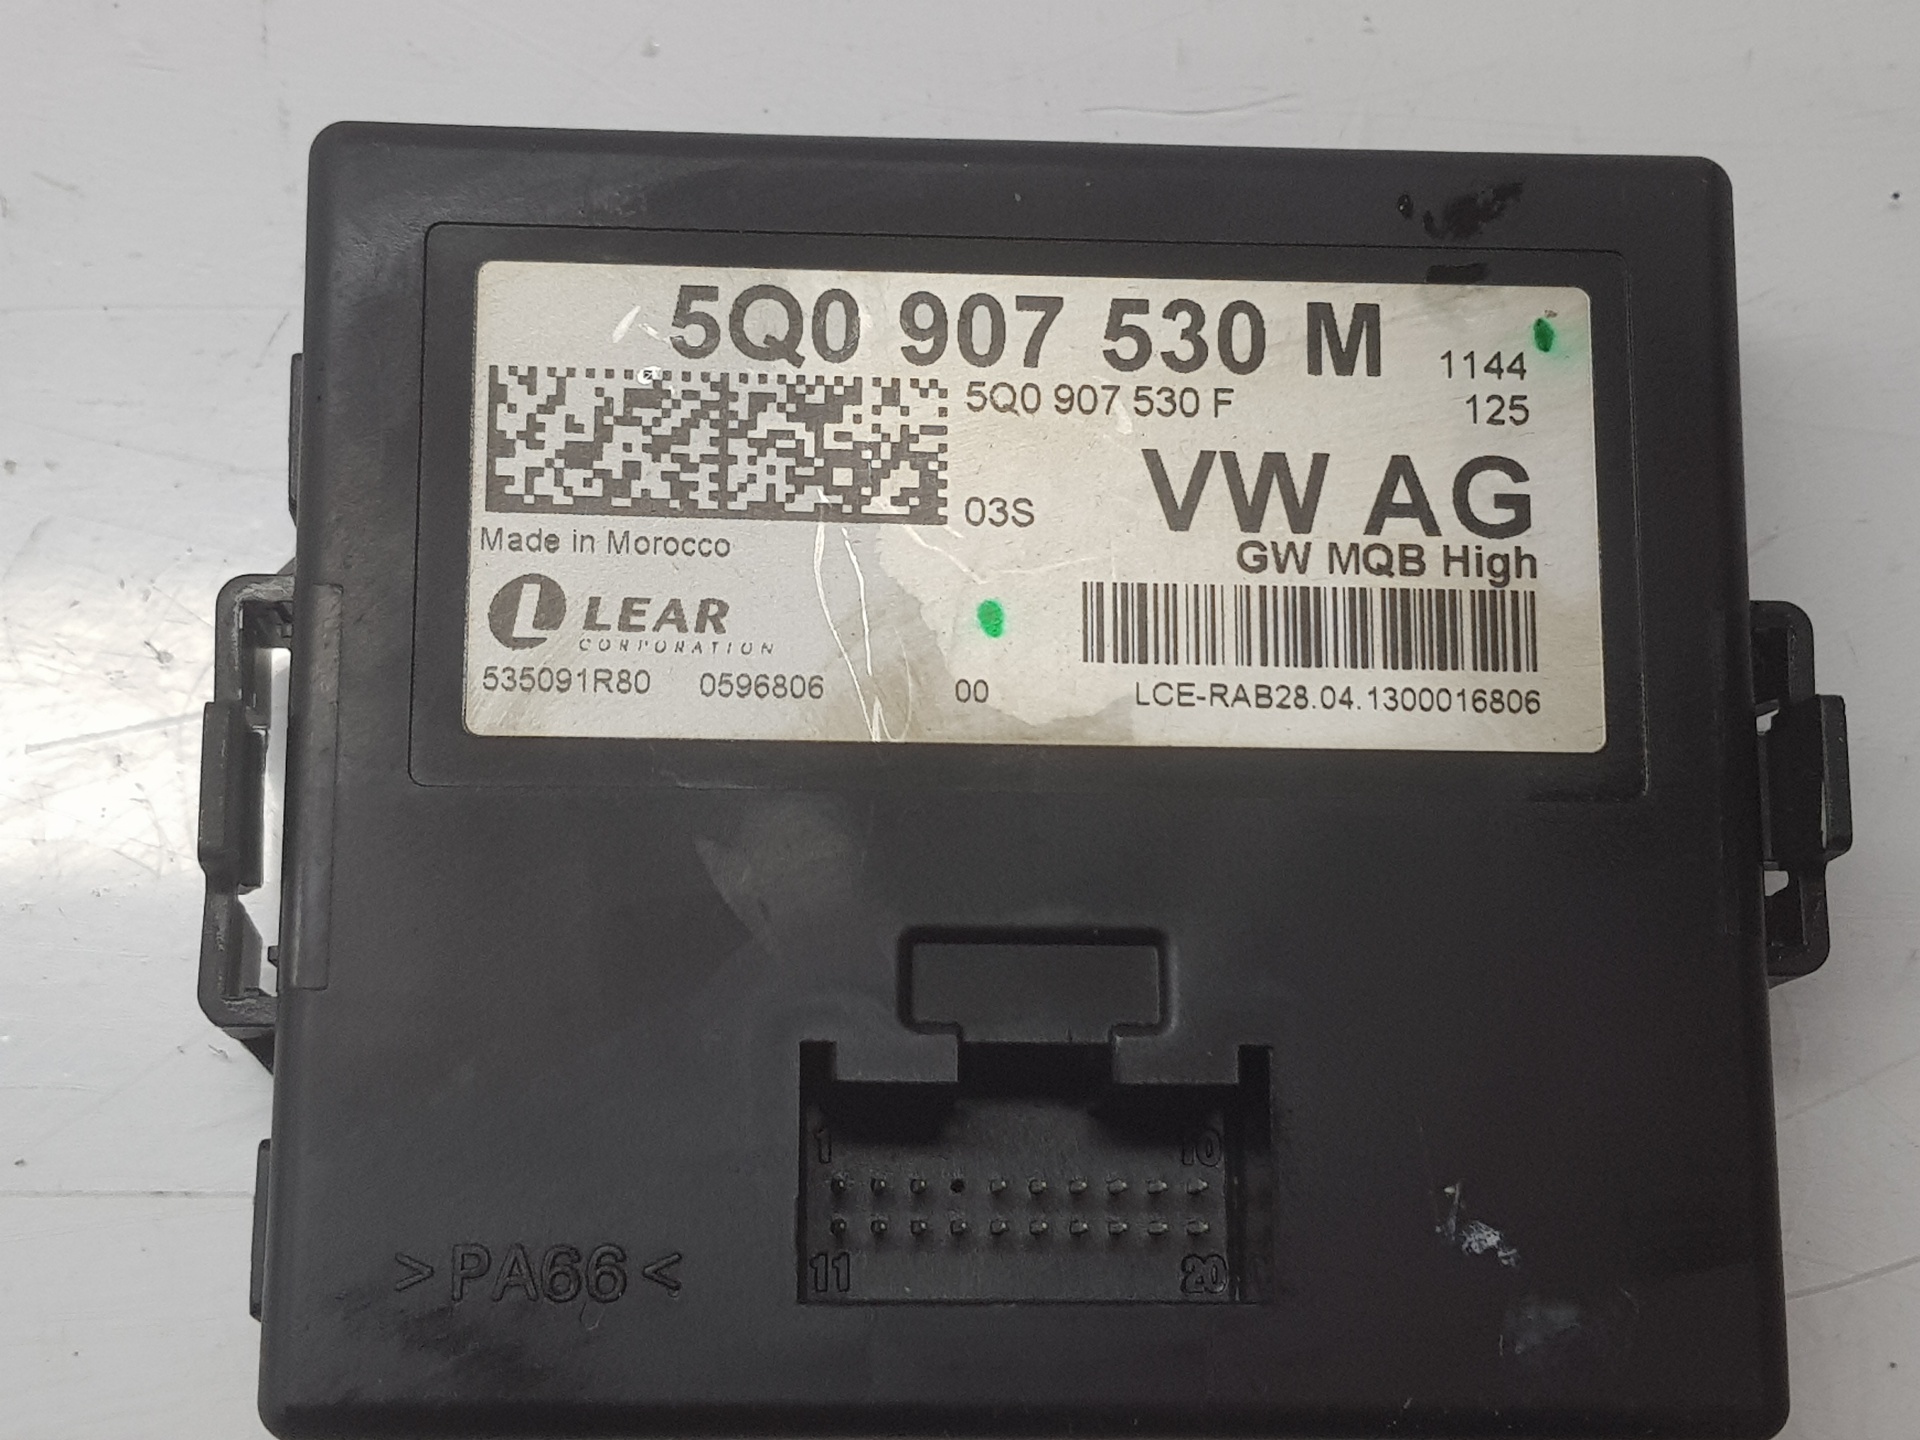 5Q0 907 530 M
1144
5Q0 907 530 F
125
VW AG
03S
GW MQB High
Made in Morocco
LEAR
CORPORATION
535091R80 0596806 00 LCE-RAB28.04.1300016806
1 10
11 20
>PA66<